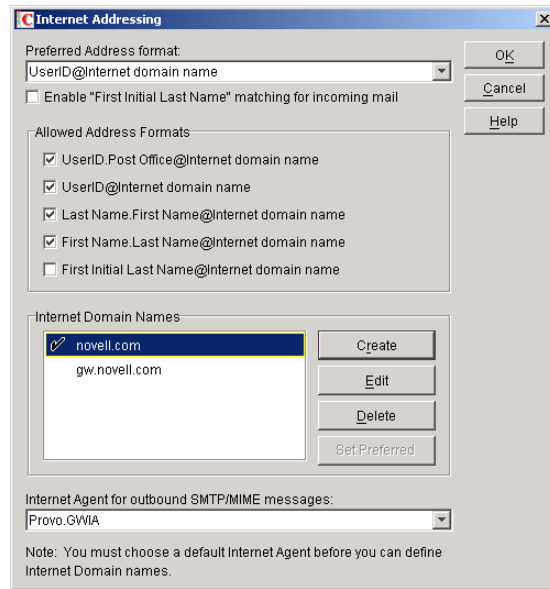 Internet Addressing
Preferred Address format:
UserID@Internet domain name
Enable "First Initial Last Name" matching for incoming mail
OK
Cancel
Help
Allowed Address Formats
UserID.Post Office@Internet domain name
UserID@Internet domain name
Last Name.First Name@Internet domain name
First Name.Last Name@Internet domain name
First Initial Last Name@Internet domain name
Internet Domain Names
novell.com
gw.novell.com
Create
Edit
Delete
Set Preferred
Internet Agent for outbound SMTP/MIME messages:
Provo.GWIA
Note: You must choose a default Internet Agent before you can define
Internet Domain names.